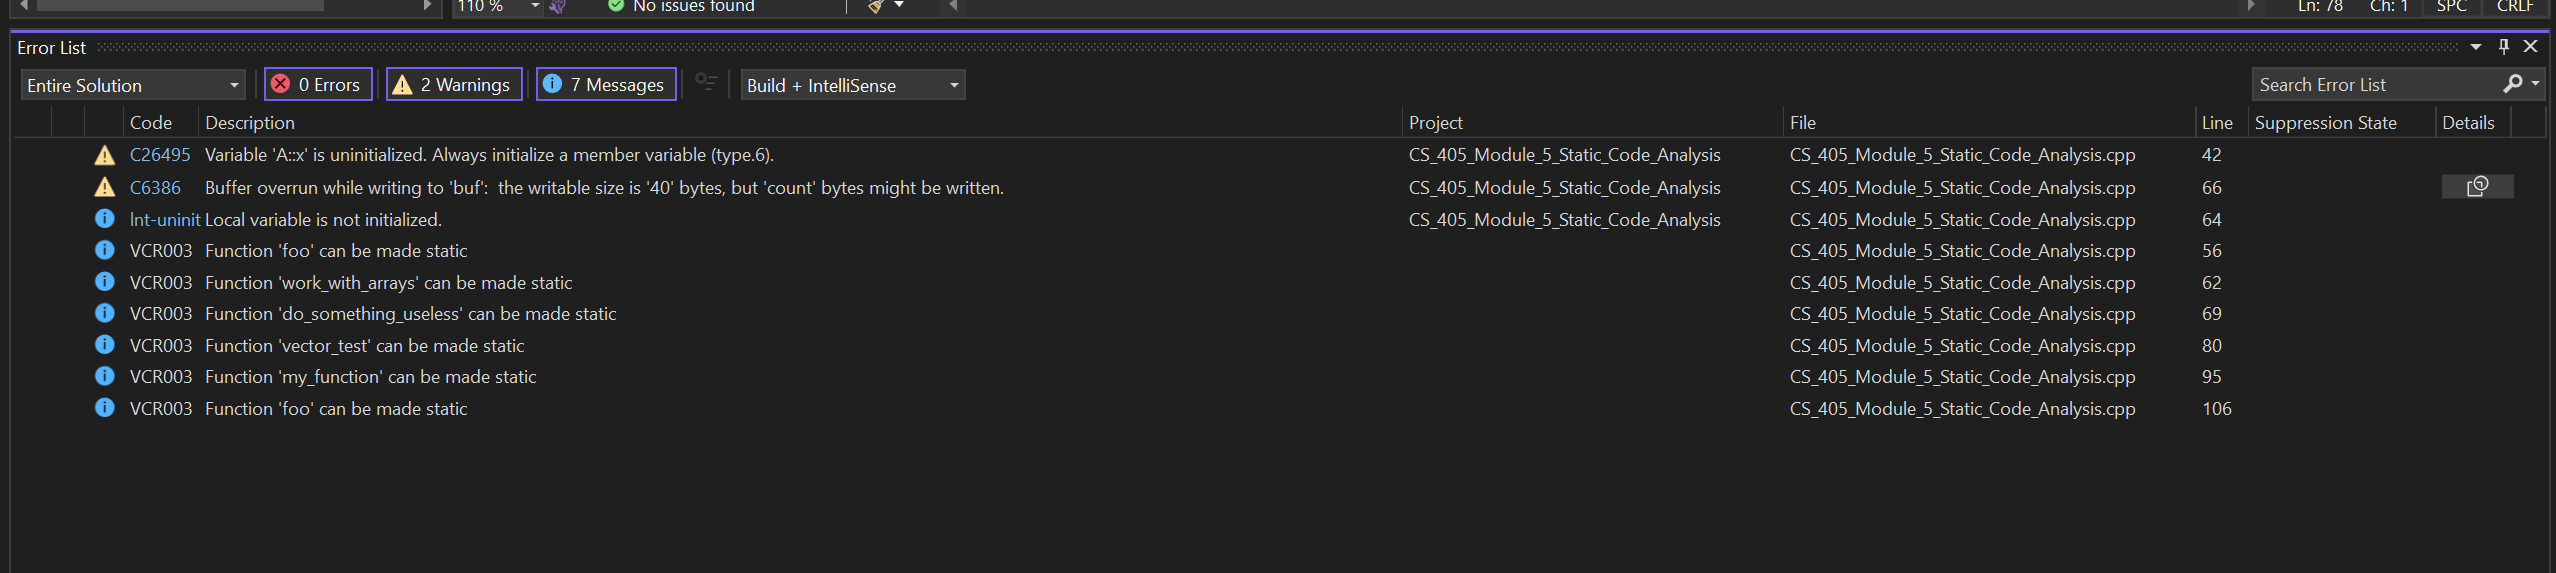 110 % No issues found Ln: 78 Ch: 1 SPC CRLF
Error List
Entire Solution 0 Errors 2 Warnings 7 Messages Build + IntelliSense Search Error List
Code Description Project File Line Suppression State Details
C26495 Variable 'A::x' is uninitialized. Always initialize a member variable (type.6). CS_405_Module_5_Static_Code_Analysis CS_405_Module_5_Static_Code_Analysis.cpp 42
C6386 Buffer overrun while writing to 'buf':  the writable size is '40' bytes, but 'count' bytes might be written. CS_405_Module_5_Static_Code_Analysis CS_405_Module_5_Static_Code_Analysis.cpp 66
lnt-uninit Local variable is not initialized. CS_405_Module_5_Static_Code_Analysis CS_405_Module_5_Static_Code_Analysis.cpp 64
VCR003 Function 'foo' can be made static CS_405_Module_5_Static_Code_Analysis.cpp 56
VCR003 Function 'work_with_arrays' can be made static CS_405_Module_5_Static_Code_Analysis.cpp 62
VCR003 Function 'do_something_useless' can be made static CS_405_Module_5_Static_Code_Analysis.cpp 69
VCR003 Function 'vector_test' can be made static CS_405_Module_5_Static_Code_Analysis.cpp 80
VCR003 Function 'my_function' can be made static CS_405_Module_5_Static_Code_Analysis.cpp 95
VCR003 Function 'foo' can be made static CS_405_Module_5_Static_Code_Analysis.cpp 106